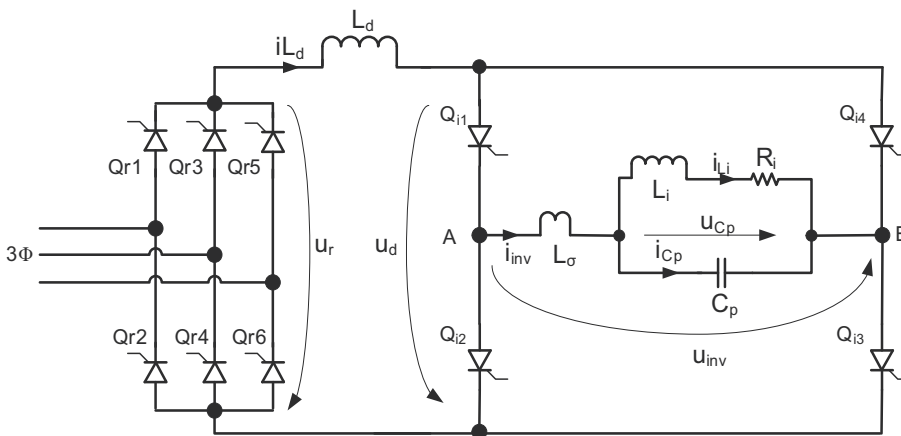 L_d
iL_d
Qr1
Qr3
Qr5
Q_i1
Q_i4
i_Li
R_i
L_i
u_Cp
i_Cp
C_p
3Φ
u_r
u_d
A
i_inv
L_σ
B
Qr2
Qr4
Qr6
Q_i2
Q_i3
u_inv